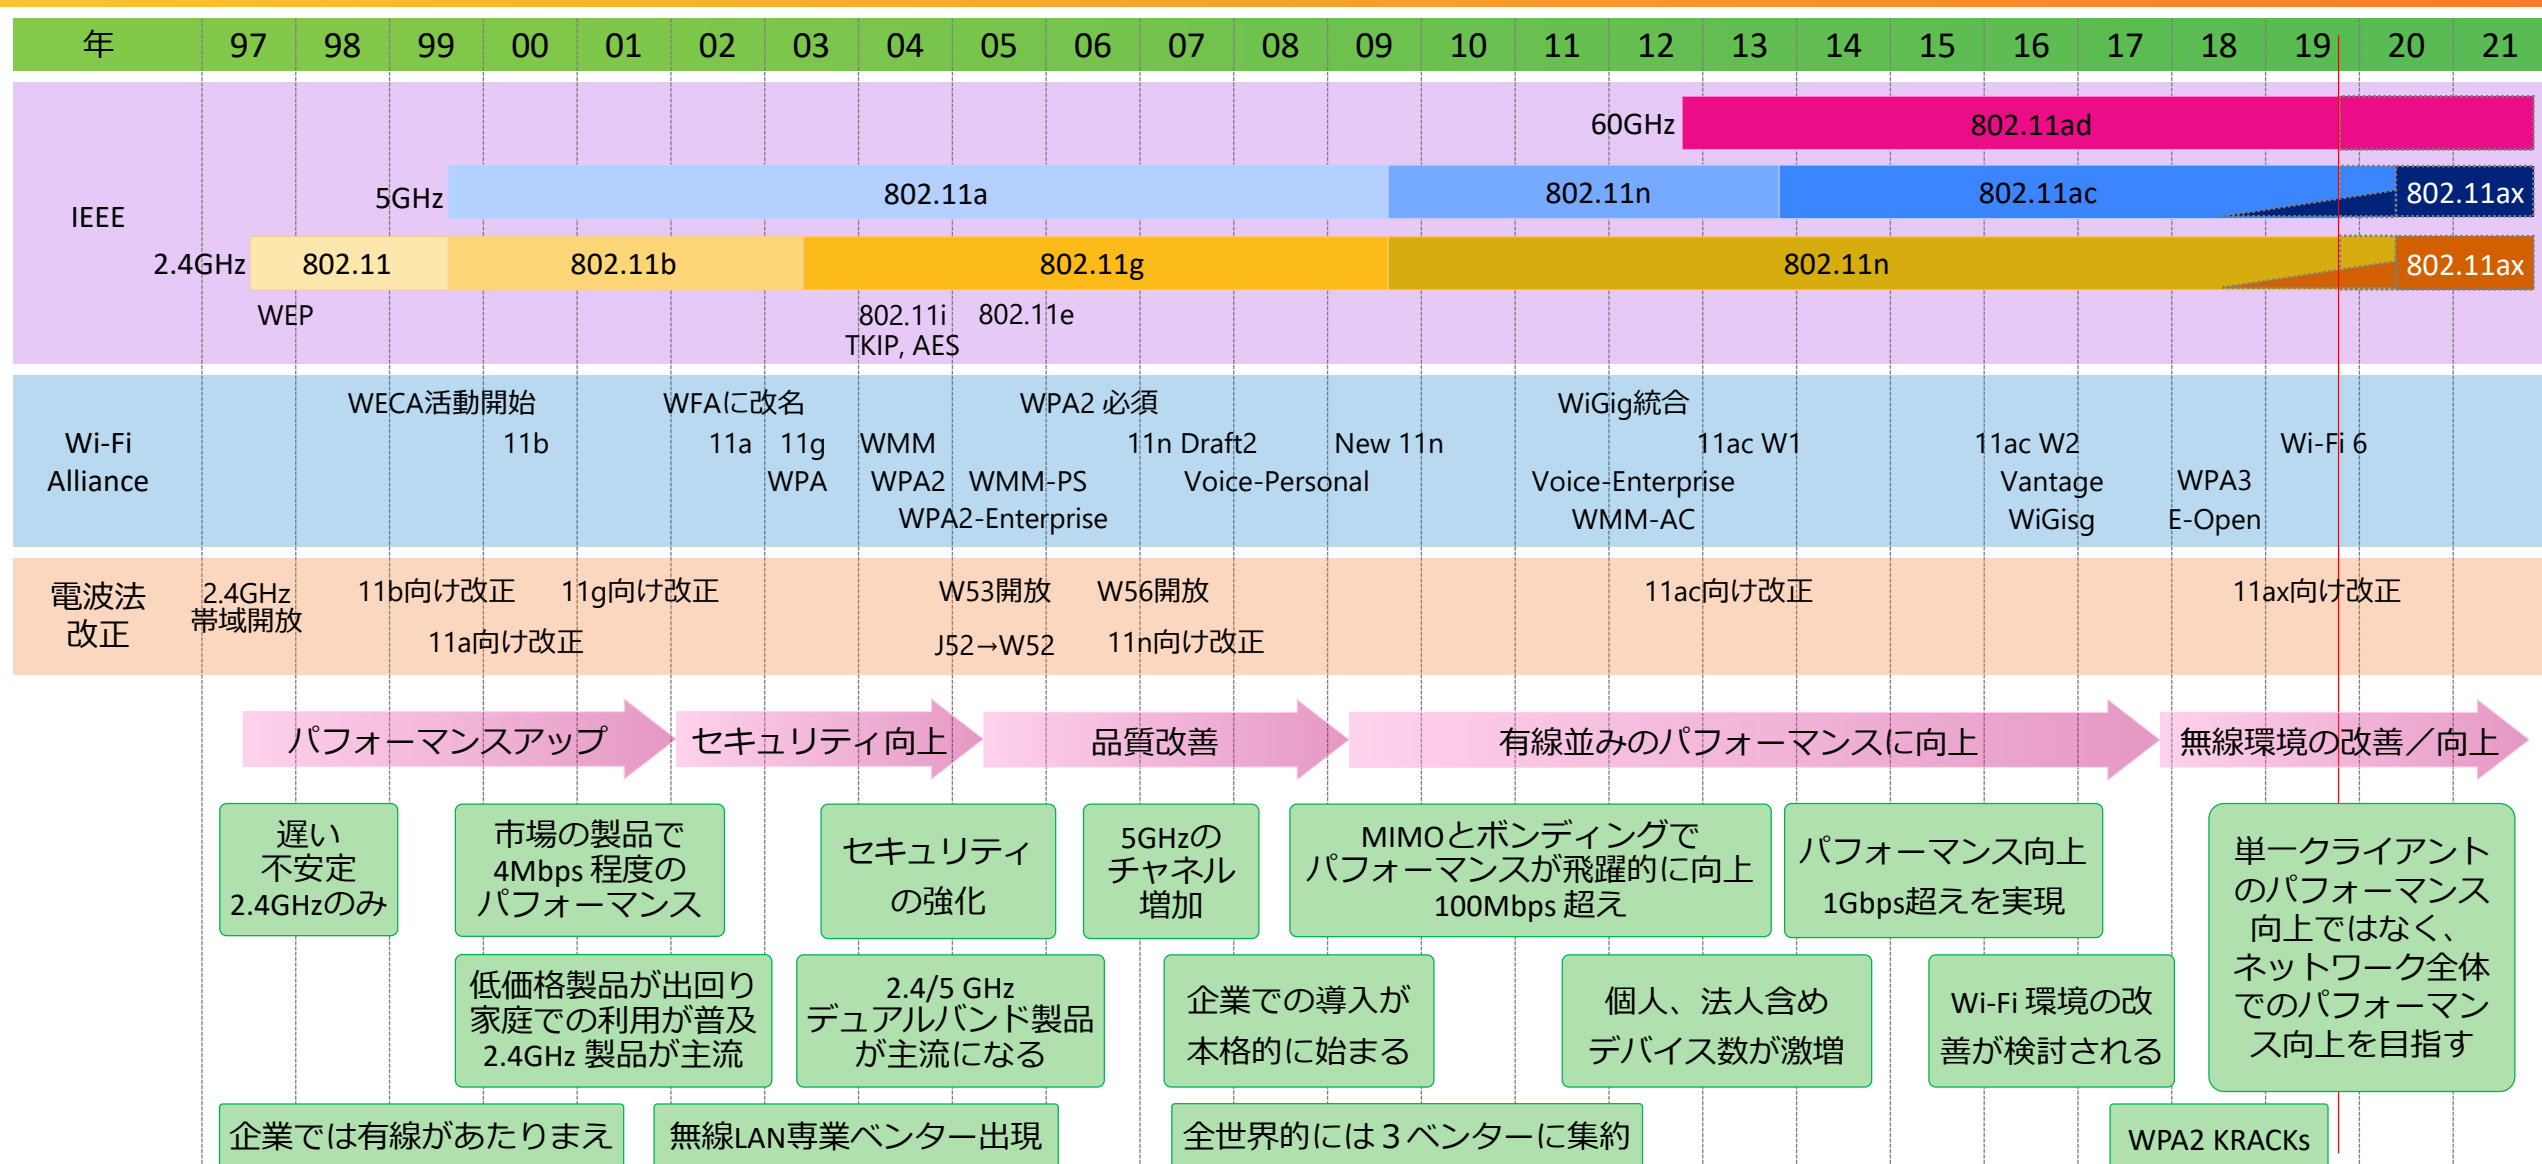 年 97 98 99 00 01 02 03 04 05 06 07 08 09 10 11 12 13 14 15 16 17 18 19 20 21
IEEE
60GHz 802.11ad
5GHz 802.11a 802.11n 802.11ac 802.11ax
2.4GHz 802.11 802.11b 802.11g 802.11n 802.11ax
WEP 802.11i 802.11e
TKIP, AES
Wi-Fi
Alliance
WECA活動開始 WFAに改名 WPA2 必須 WiGig統合
11b 11a 11g WMM 11n Draft2 New 11n 11ac W1 11ac W2 Wi-Fi 6
WPA WPA2 WMM-PS Voice-Personal Voice-Enterprise Vantage WPA3
WPA2-Enterprise WMM-AC WiGisg E-Open
電波法
改正
2.4GHz
帯域開放
11b向け改正 11g向け改正 W53開放 W56開放 11ac向け改正 11ax向け改正
11a向け改正 J52→W52 11n向け改正
パフォーマンスアップ セキュリティ向上 品質改善 有線並みのパフォーマンスに向上 無線環境の改善／向上
遅い
不安定
2.4GHzのみ
市場の製品で
4Mbps 程度の
パフォーマンス
セキュリティ
の強化
5GHzの
チャネル
増加
MIMOとボンディングで
パフォーマンスが飛躍的に向上
100Mbps 超え
パフォーマンス向上
1Gbps超えを実現
単一クライアント
のパフォーマンス
向上ではなく、
ネットワーク全体
でのパフォーマン
ス向上を目指す
低価格製品が出回り
家庭での利用が普及
2.4GHz 製品が主流
2.4/5 GHz
デュアルバンド製品
が主流になる
企業での導入が
本格的に始まる
個人、法人含め
デバイス数が激増
Wi-Fi 環境の改
善が検討される
企業では有線があたりまえ
無線LAN専業ベンター出現
全世界的には３ベンターに集約
WPA2 KRACKs